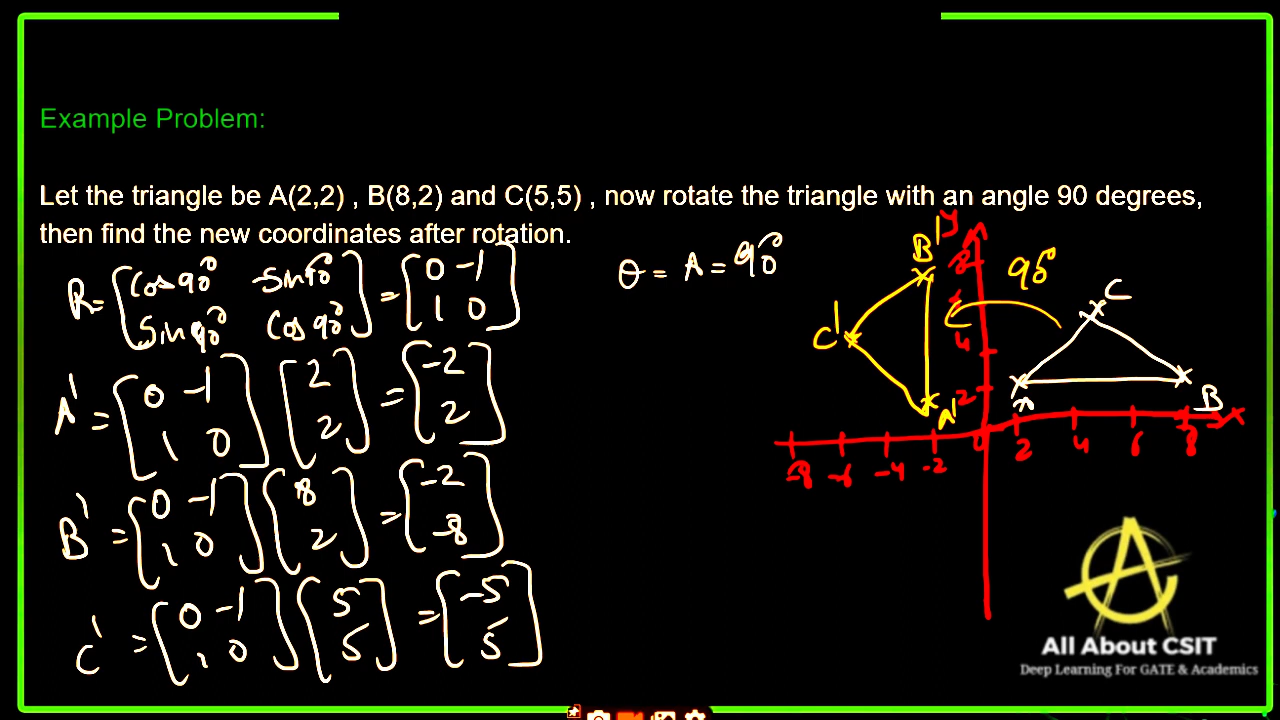 Example Problem:
Let the triangle be A(2,2) , B(8,2) and C(5,5) , now rotate the triangle with an angle 90 degrees,
then find the new coordinates after rotation.
R = [ cos 90° -sin 90° ] = [ 0 -1 ]
[ sin 90° cos 90° ] [ 1 0 ]
θ = A = 90°
A' = [ 0 -1 ] [ 2 ] = [ -2 ]
[ 1 0 ] [ 2 ] [ 2 ]
B' = [ 0 -1 ] [ 8 ] = [ -2 ]
[ 1 0 ] [ 2 ] [ -8 ]
C' = [ 0 -1 ] [ 5 ] = [ -5 ]
[ 1 0 ] [ 5 ] [ 5 ]
Y
B' 8 90° C
C' 4
A' 2 A B X
-8 -6 -4 -2 0 2 4 6 8
All About CSIT
Deep Learning For GATE & Academics